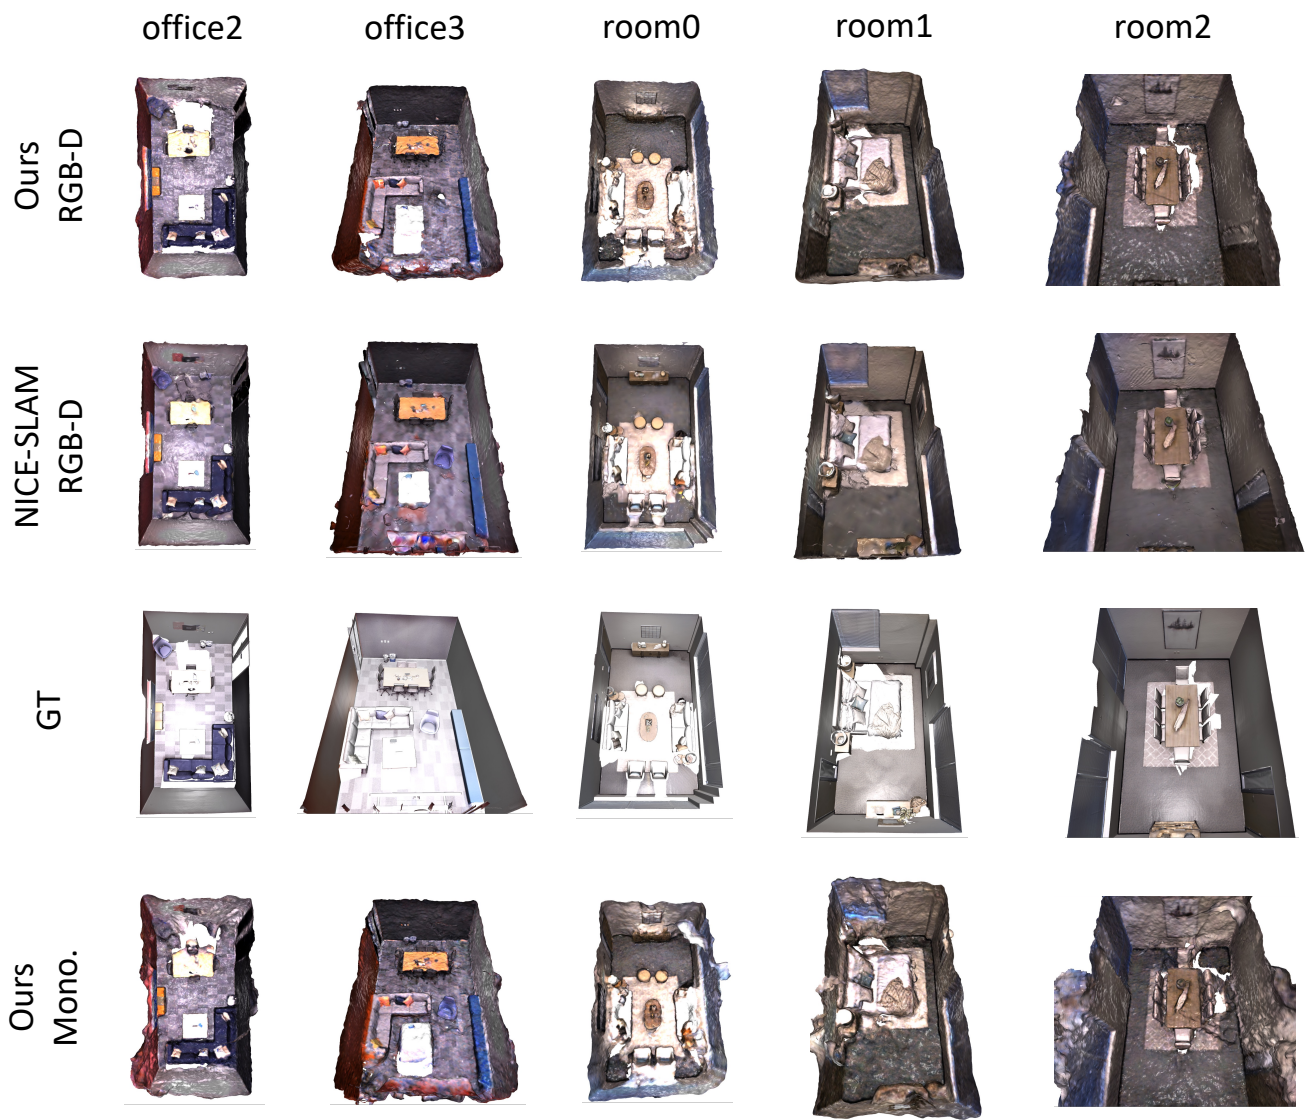 office2 office3 room0 room1 room2
Ours
RGB-D
NICE-SLAM
RGB-D
GT
Ours
Mono.